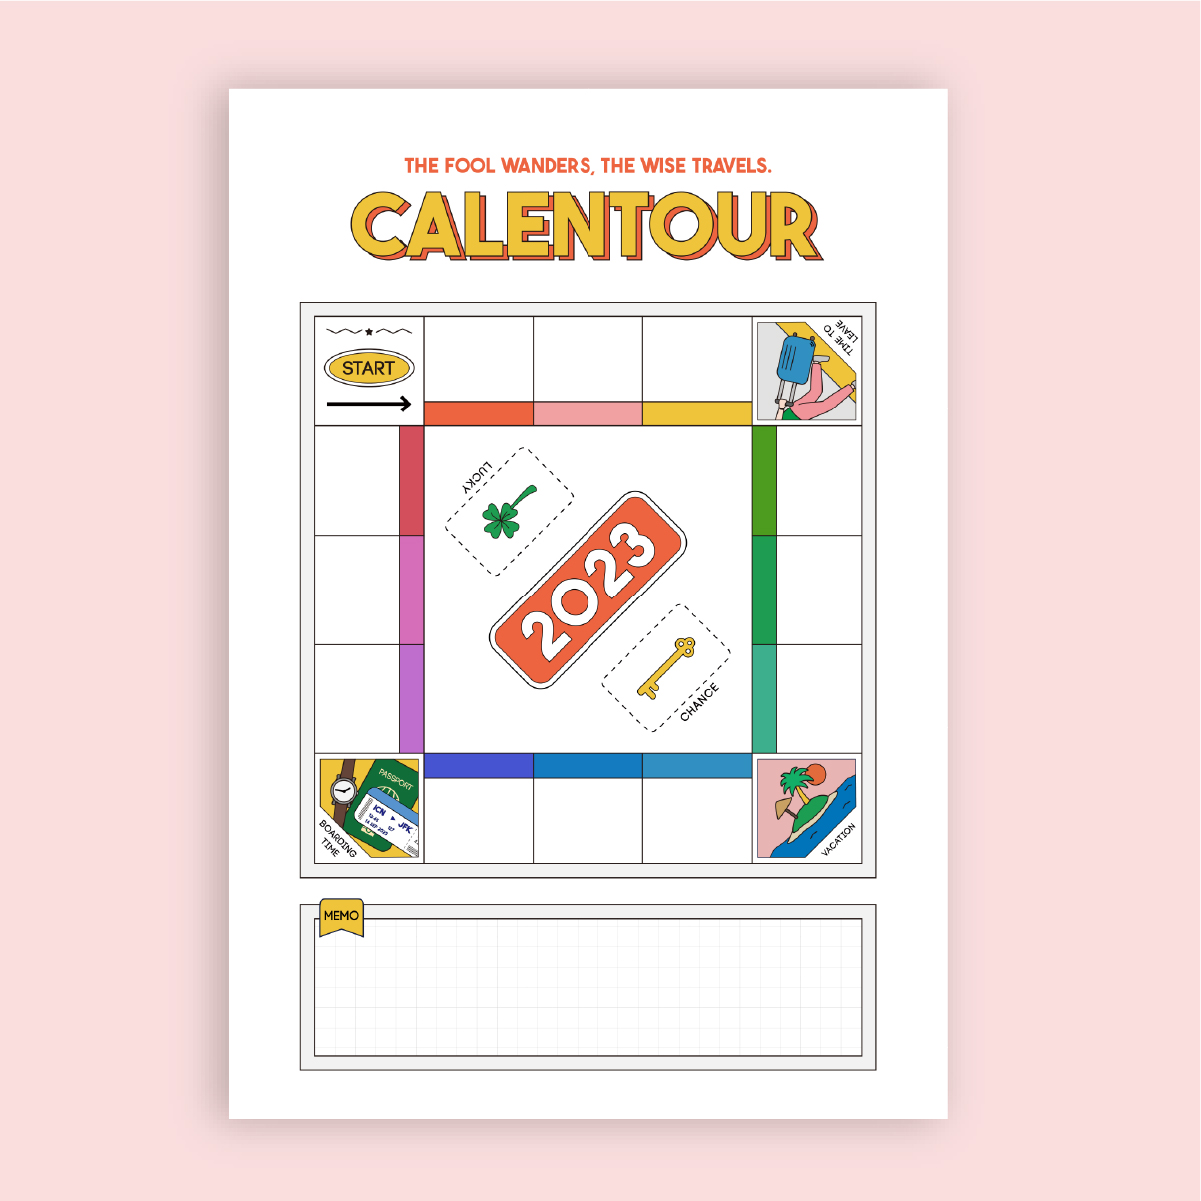 THE FOOL WANDERS, THE WISE TRAVELS.
CALENTOUR
START
TIME TO
LEAVE
LUCKY
2023
CHANCE
PASSPORT
ICN ▶ JFK
BOARDING
TIME
VACATION
MEMO